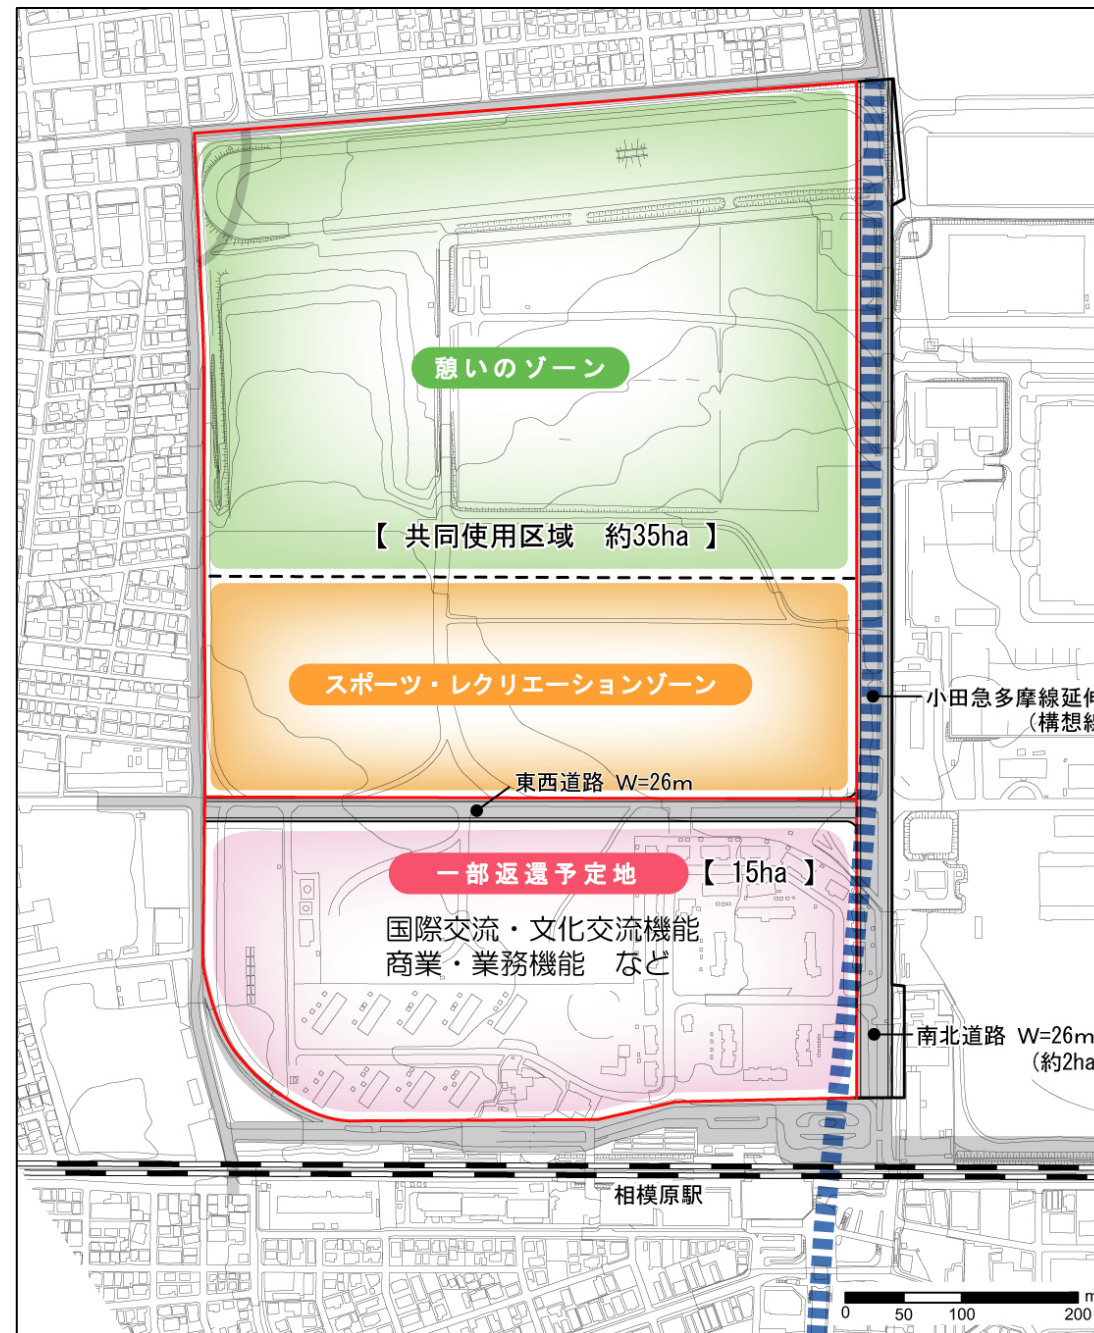 憩いのゾーン
【 共同使用区域 約35ha 】
スポーツ・レクリエーションゾーン
小田急多摩線延伸
(構想線
東西道路 W=26m
一部返還予定地
【 15ha 】
国際交流・文化交流機能
商業・業務機能 など
南北道路 W=26m
(約2ha
相模原駅
m
0 50 100 200